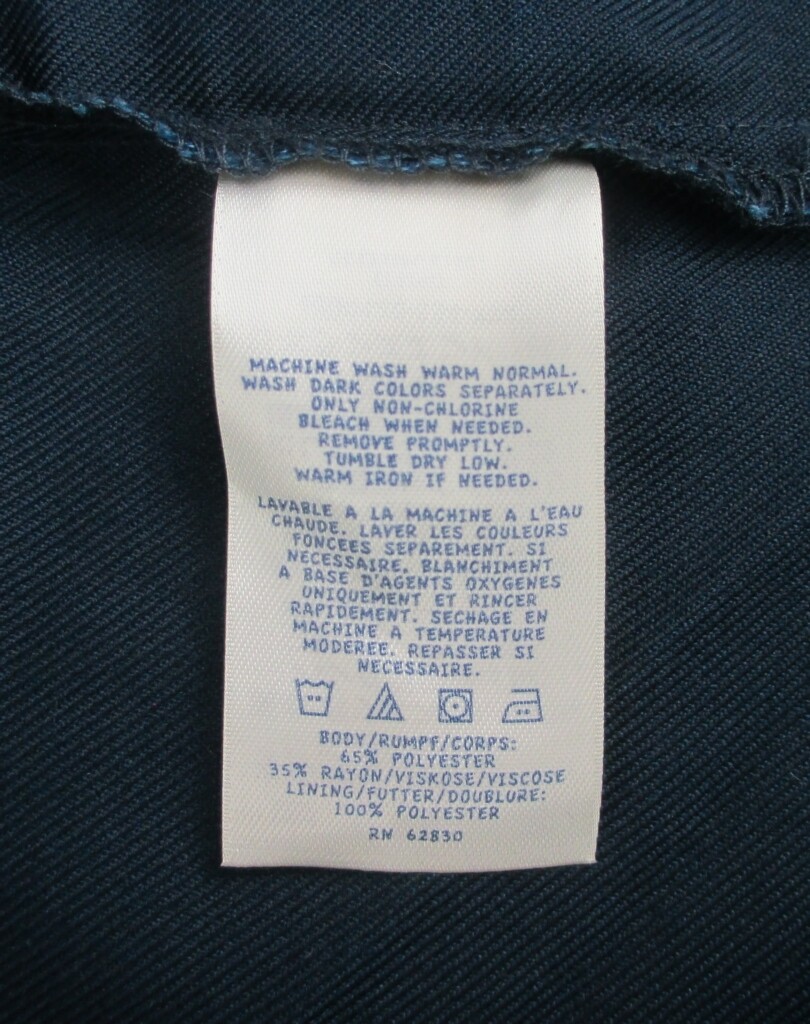 MACHINE WASH WARM NORMAL.
WASH DARK COLORS SEPARATELY.
ONLY NON-CHLORINE
BLEACH WHEN NEEDED.
REMOVE PROMPTLY.
TUMBLE DRY LOW.
WARM IRON IF NEEDED.
LAVABLE A LA MACHINE A L'EAU
CHAUDE. LAVER LES COULEURS
FONCEES SEPAREMENT. SI
NECESSAIRE, BLANCHIMENT
A BASE D'AGENTS OXYGENES
UNIQUEMENT ET RINCER
RAPIDEMENT. SECHAGE EN
MACHINE A TEMPERATURE
MODEREE. REPASSER SI
NECESSAIRE.
BODY/RUMPF/CORPS:
65% POLYESTER
35% RAYON/VISKOSE/VISCOSE
LINING/FUTTER/DOUBLURE:
100% POLYESTER
RN 62830